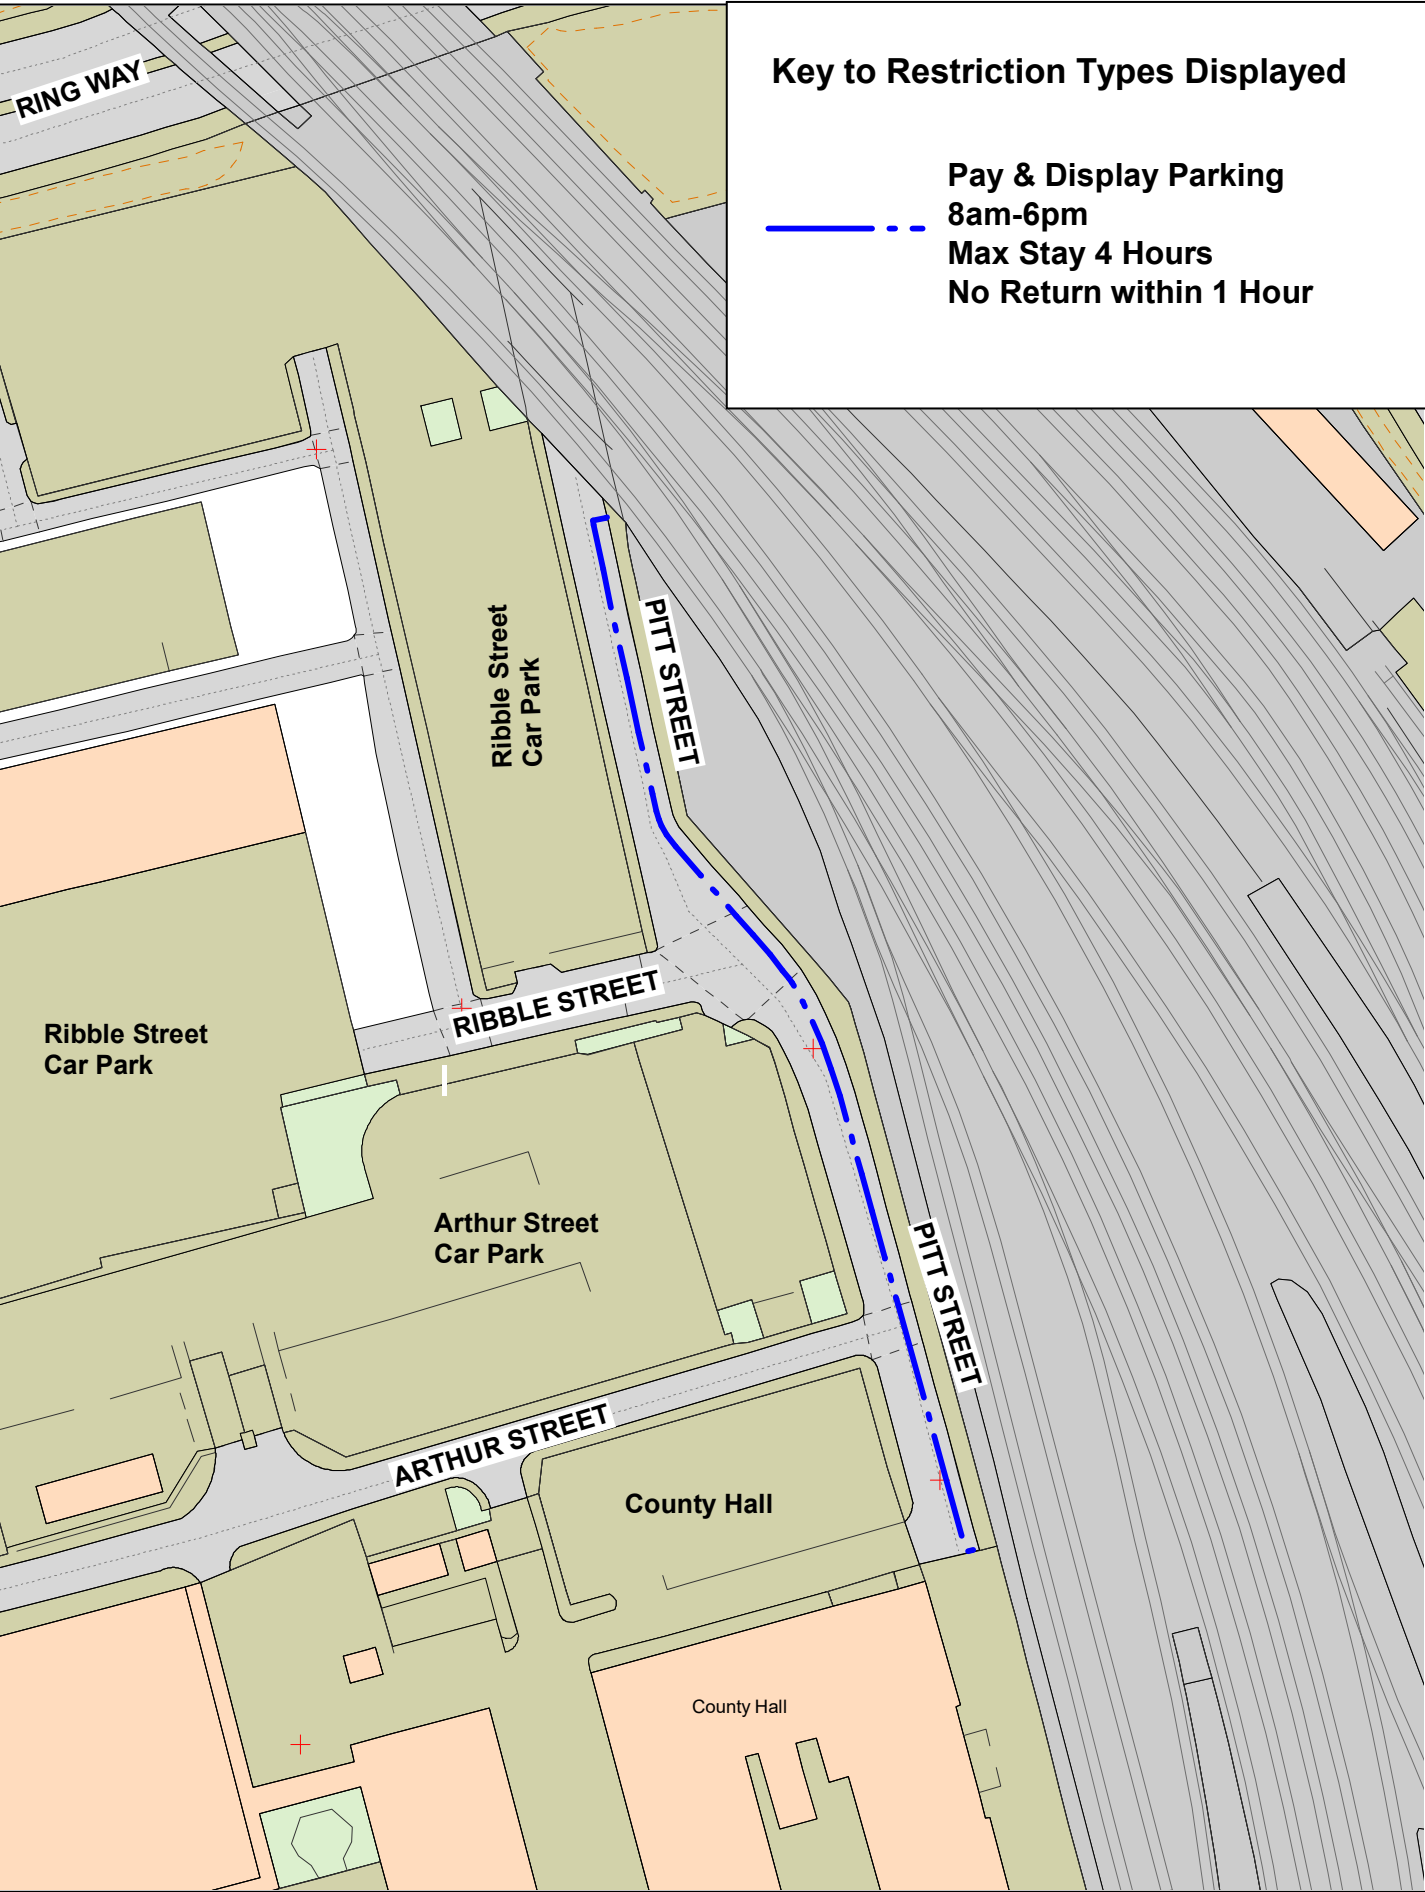 RING WAY
Key to Restriction Types Displayed
Pay & Display Parking
8am-6pm
Max Stay 4 Hours
No Return within 1 Hour
PITT STREET
Ribble Street
Car Park
RIBBLE STREET
Ribble Street
Car Park
Arthur Street
Car Park
PITT STREET
ARTHUR STREET
County Hall
County Hall